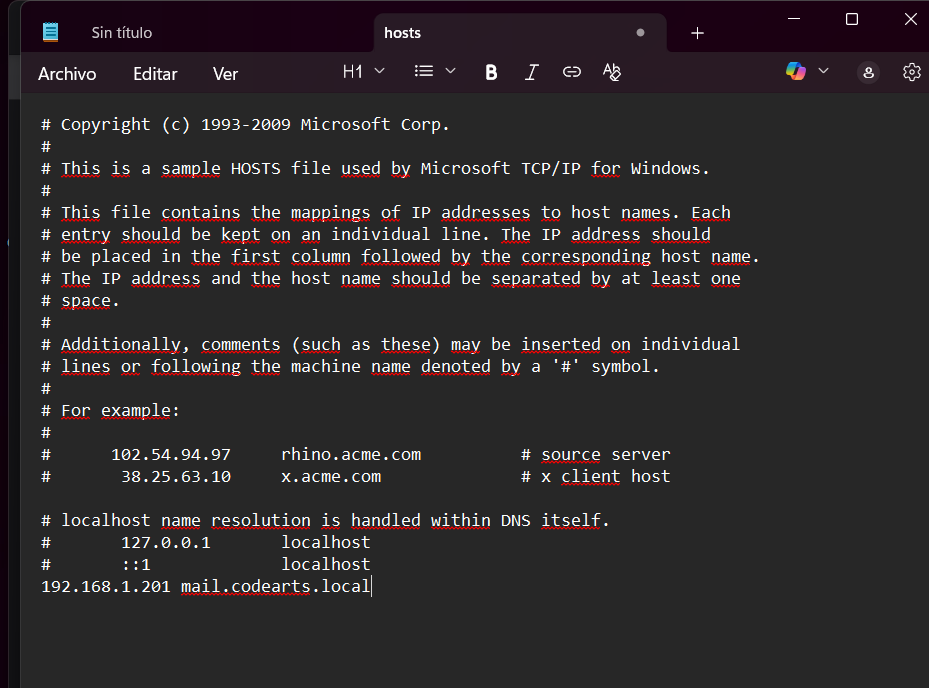 Sin título
hosts
Archivo Editar Ver H1 B I Ab
# Copyright (c) 1993-2009 Microsoft Corp.
#
# This is a sample HOSTS file used by Microsoft TCP/IP for Windows.
#
# This file contains the mappings of IP addresses to host names. Each
# entry should be kept on an individual line. The IP address should
# be placed in the first column followed by the corresponding host name.
# The IP address and the host name should be separated by at least one
# space.
#
# Additionally, comments (such as these) may be inserted on individual
# lines or following the machine name denoted by a '#' symbol.
#
# For example:
#
#      102.54.94.97     rhino.acme.com          # source server
#       38.25.63.10     x.acme.com              # x client host

# localhost name resolution is handled within DNS itself.
#       127.0.0.1       localhost
#       ::1             localhost
192.168.1.201 mail.codearts.local